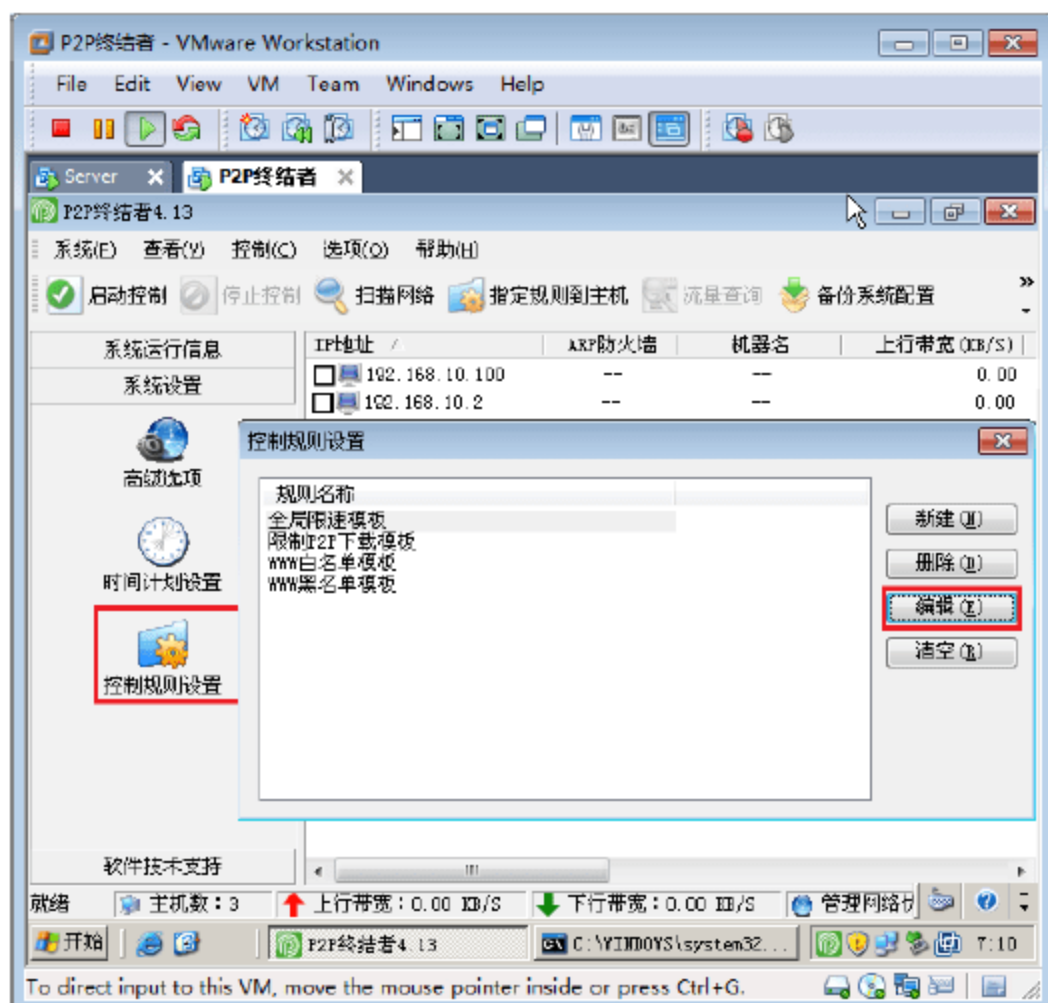 P2P终结者 - VMware Workstation
File Edit View VM Team Windows Help
Server P2P终结者
P2P终结者4.13
系统(E) 查看(Y) 控制(C) 选项(O) 帮助(H)
启动控制 停止控制 扫描网络 指定规则到主机 流量查询 备份系统配置 »
系统运行信息
系统设置
高级选项
时间计划设置
控制规则设置
软件技术支持
IP地址 ARP防火墙 机器名 上行带宽(KB/S)
192.168.10.100 -- -- 0.00
192.168.10.2 -- -- 0.00
控制规则设置
规则名称
全局限速模板
限制P2P下载模板
WWW白名单模板
WWW黑名单模板
新建(N)
删除(D)
编辑(E)
清空(R)
就绪 主机数:3 上行带宽:0.00 KB/S 下行带宽:0.00 KB/S 管理网络
开始 P2P终结者4.13 C:\WINDOWS\system32... 7:10
To direct input to this VM, move the mouse pointer inside or press Ctrl+G.